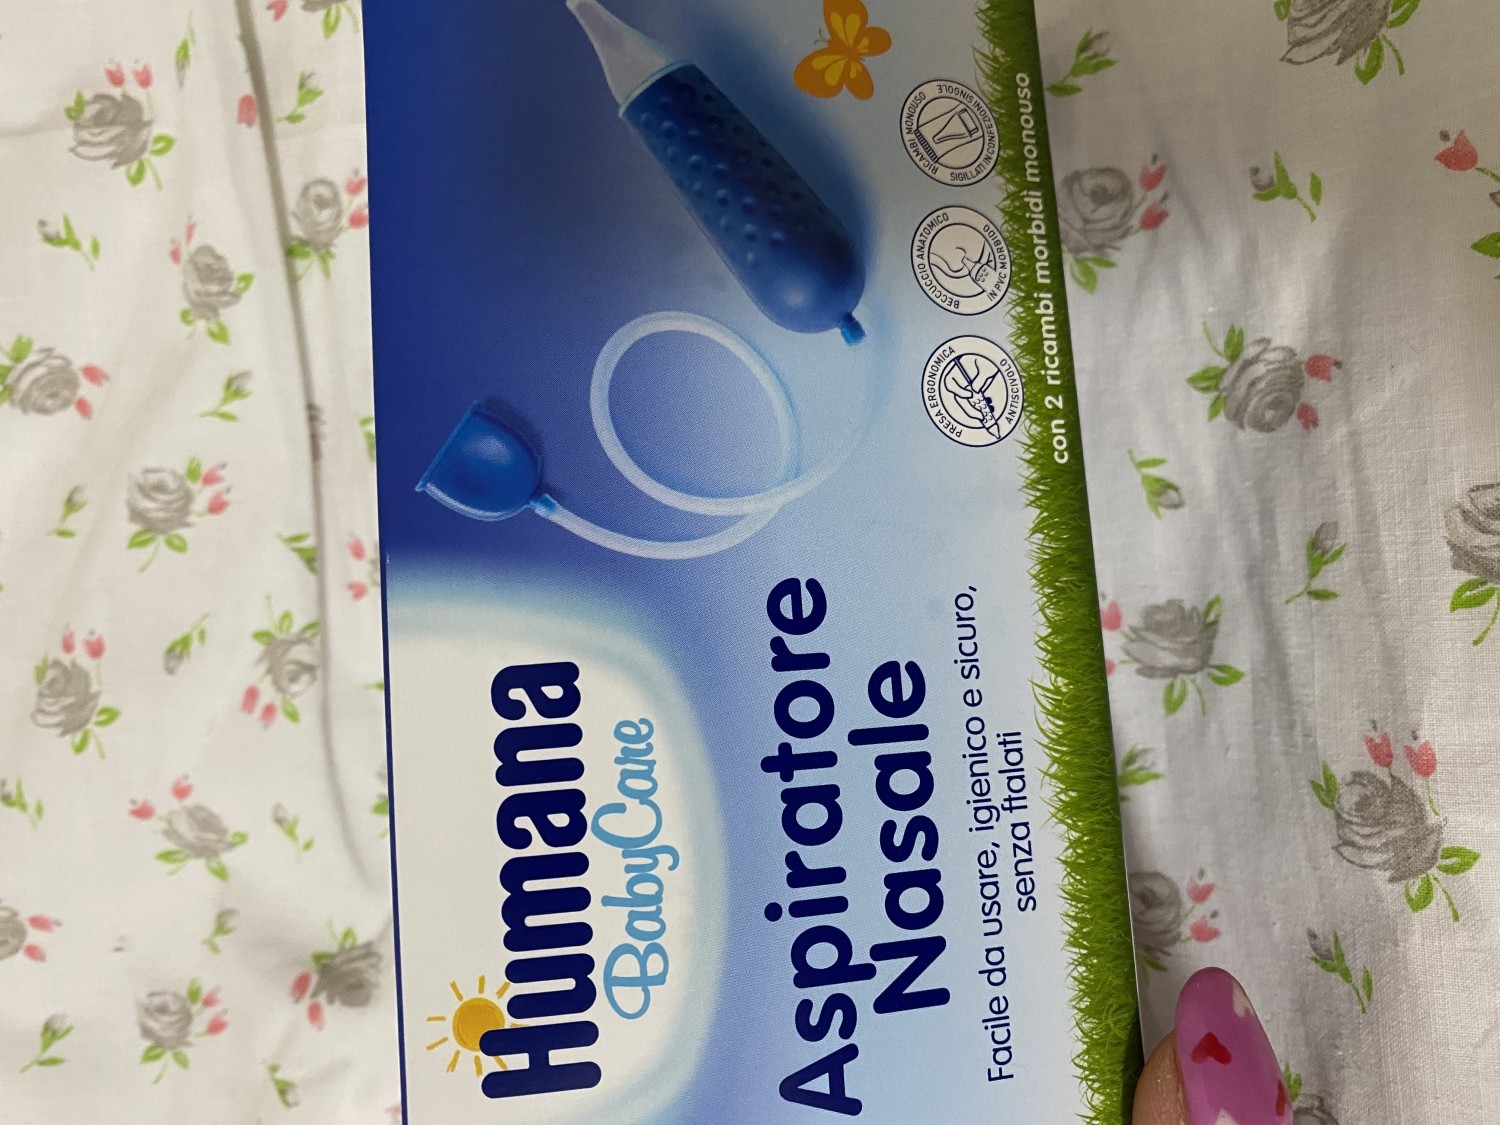 Humana
BabyCare
Aspiratore
Nasale
Facile da usare, igienico e sicuro,
senza ftalati
PRESA ERGONOMICA
ANTISCIVOLO
BECCUCCIO ANATOMICO
IN PVC MORBIDO
RICAMBI MONOUSO
SIGILLATI IN CONFEZIONI SINGOLE
con 2 ricambi morbidi monouso